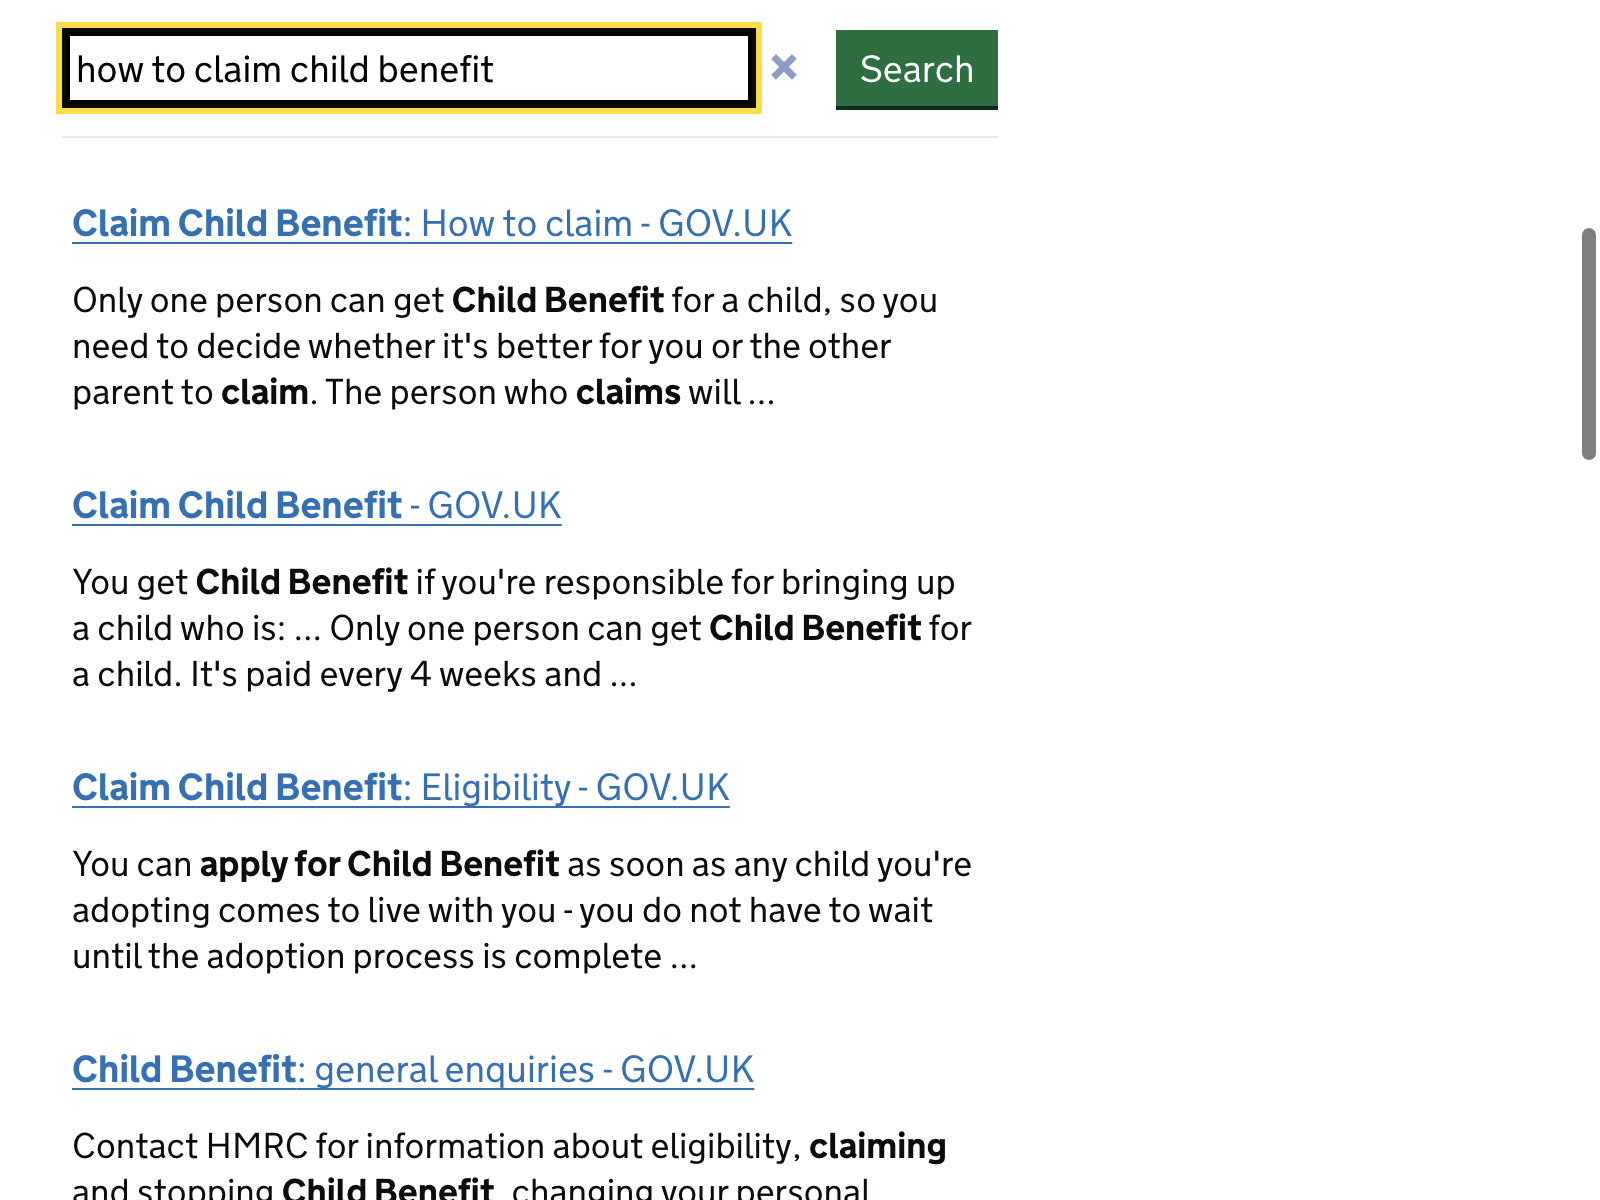 how to claim child benefit
Search
Claim Child Benefit: How to claim - GOV.UK
Only one person can get Child Benefit for a child, so you
need to decide whether it's better for you or the other
parent to claim. The person who claims will ...
Claim Child Benefit - GOV.UK
You get Child Benefit if you're responsible for bringing up
a child who is: ... Only one person can get Child Benefit for
a child. It's paid every 4 weeks and ...
Claim Child Benefit: Eligibility - GOV.UK
You can apply for Child Benefit as soon as any child you're
adopting comes to live with you - you do not have to wait
until the adoption process is complete ...
Child Benefit: general enquiries - GOV.UK
Contact HMRC for information about eligibility, claiming
and stopping Child Benefit, changing your personal